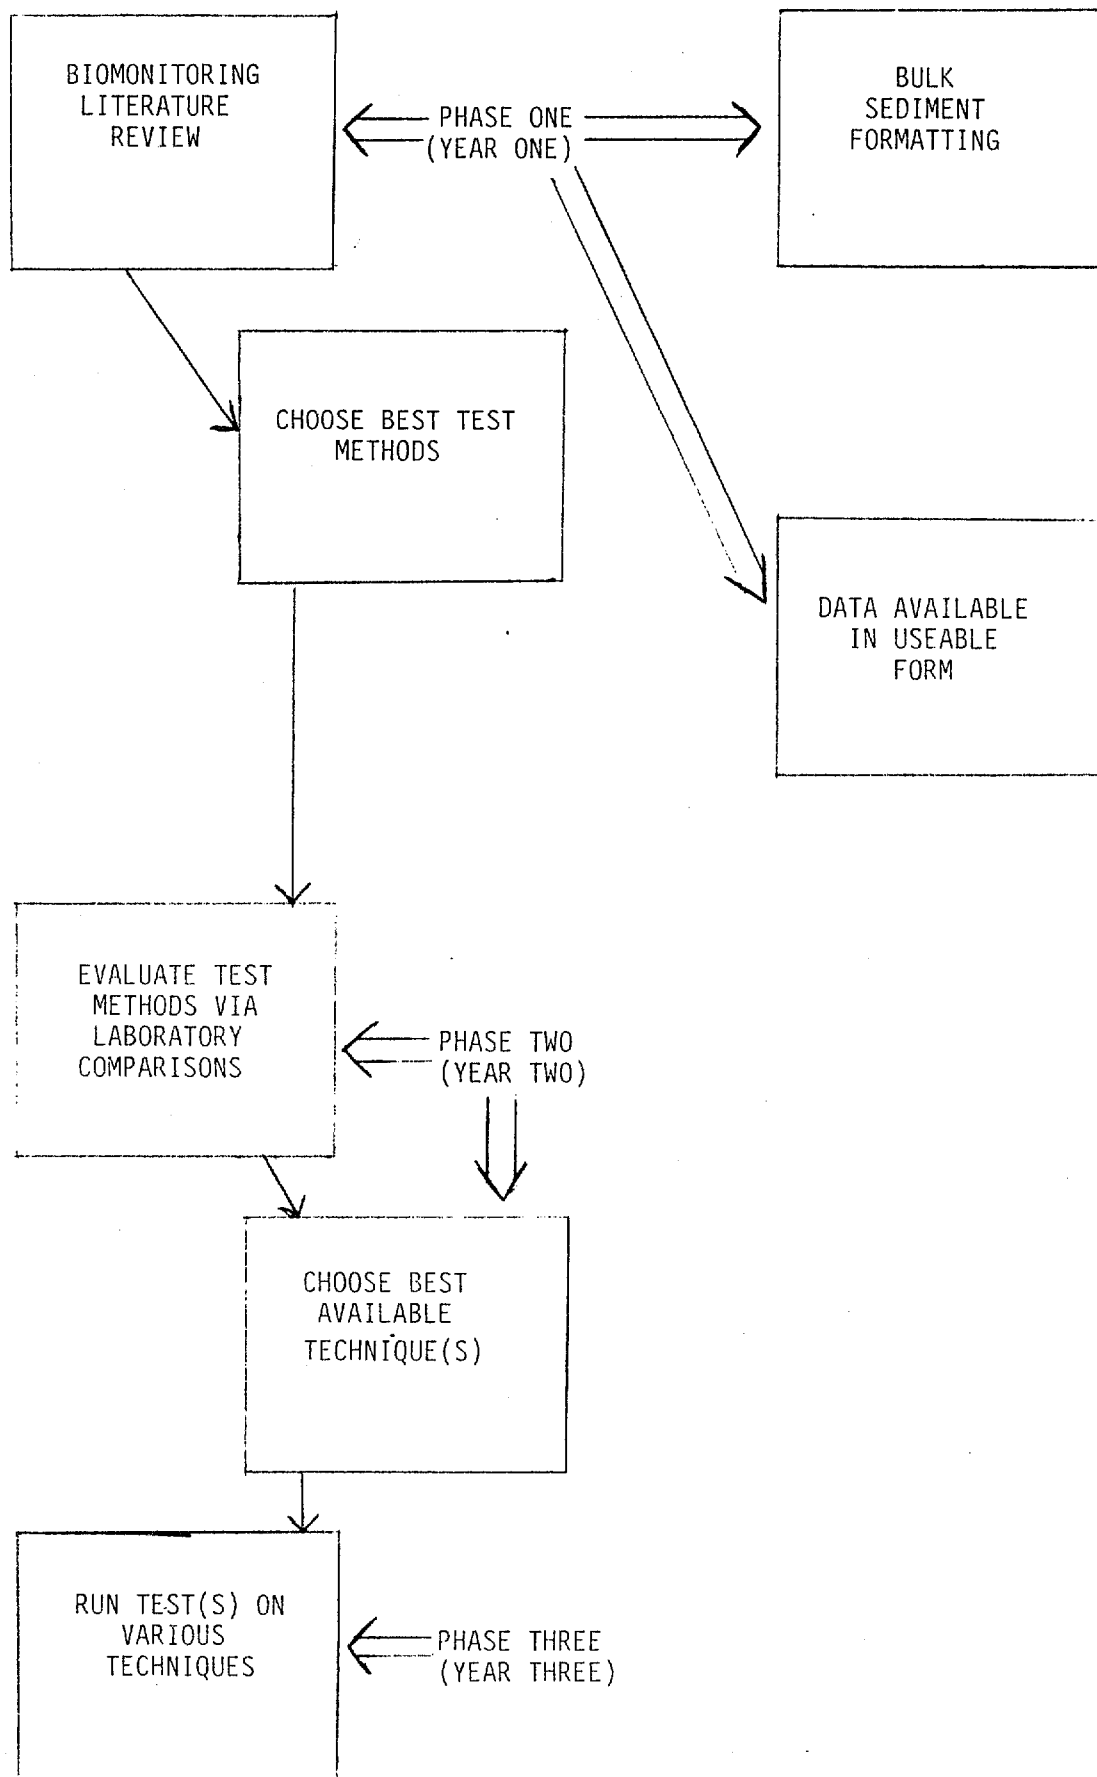 BIOMONITORING
LITERATURE
REVIEW
PHASE ONE
(YEAR ONE)
BULK
SEDIMENT
FORMATTING
CHOOSE BEST TEST
METHODS
DATA AVAILABLE
IN USEABLE
FORM
EVALUATE TEST
METHODS VIA
LABORATORY
COMPARISONS
PHASE TWO
(YEAR TWO)
CHOOSE BEST
AVAILABLE
TECHNIQUE(S)
RUN TEST(S) ON
VARIOUS
TECHNIQUES
PHASE THREE
(YEAR THREE)